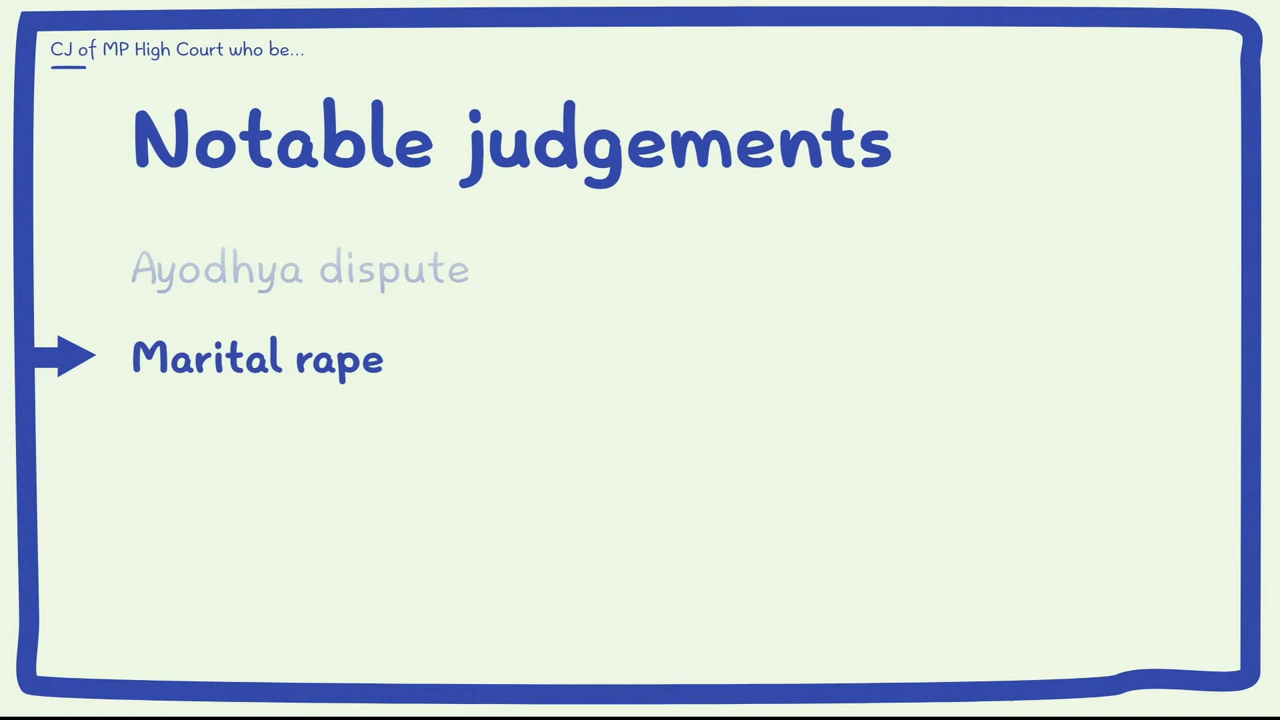 CJ of MP High Court who be...
Notable judgements
Ayodhya dispute
Marital rape